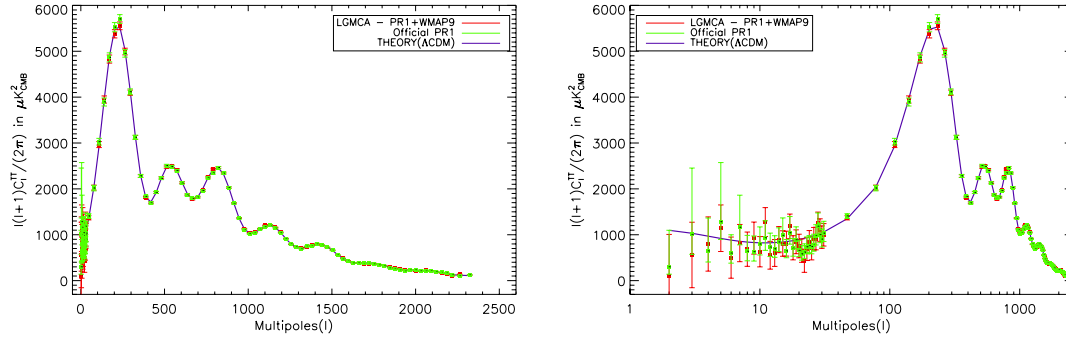 LGMCA - PR1+WMAP9
Official PR1
THEORY(ΛCDM)
l(l+1)C_l^TT/(2π) in μK²_CMB
6000
5000
4000
3000
2000
1000
0
0 500 1000 1500 2000 2500
Multipoles(l)
LGMCA - PR1+WMAP9
Official PR1
THEORY(ΛCDM)
l(l+1)C_l^TT/(2π) in μK²_CMB
6000
5000
4000
3000
2000
1000
0
1 10 100 1000
Multipoles(l)